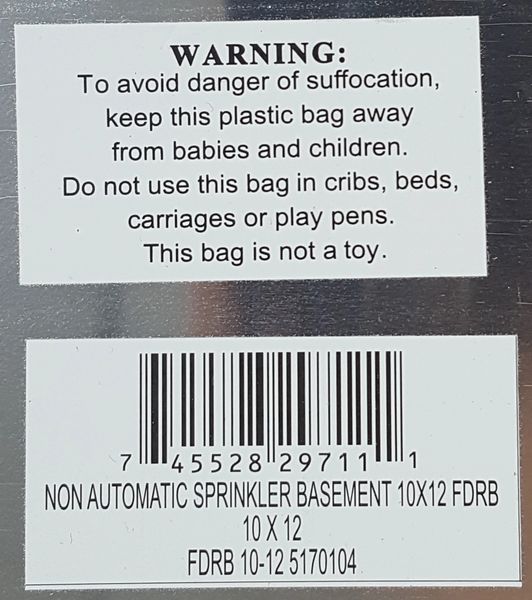 WARNING:
To avoid danger of suffocation,
keep this plastic bag away
from babies and children.
Do not use this bag in cribs, beds,
carriages or play pens.
This bag is not a toy.
7 45528 29711 1
NON AUTOMATIC SPRINKLER BASEMENT 10X12 FDRB
10 X 12
FDRB 10-12 5170104